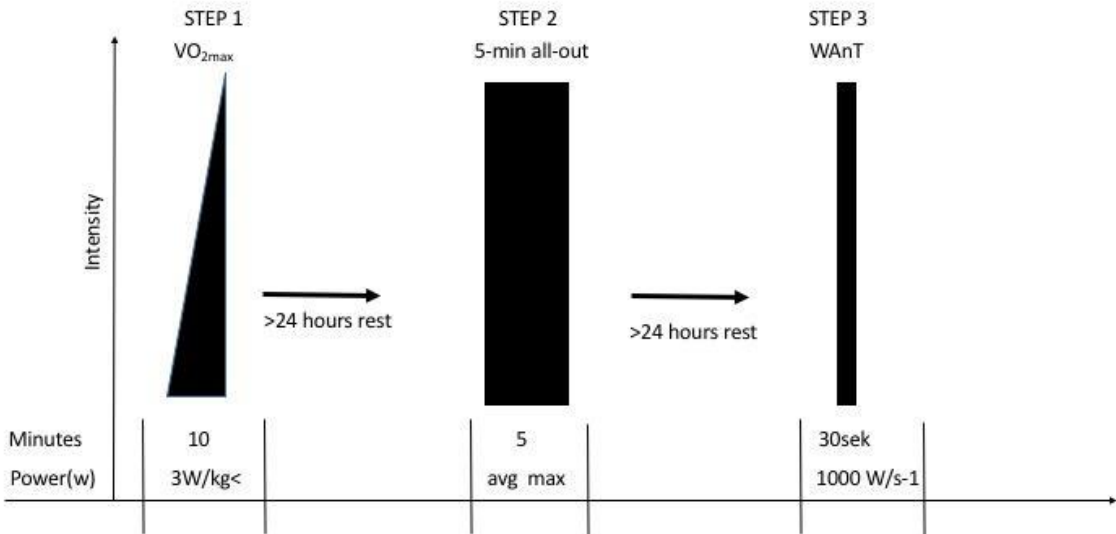 STEP 1
VO2max
STEP 2
5-min all-out
STEP 3
WAnT
Intensity
>24 hours rest
>24 hours rest
Minutes 10 5 30sek
Power(w) 3W/kg< avg max 1000 W/s-1